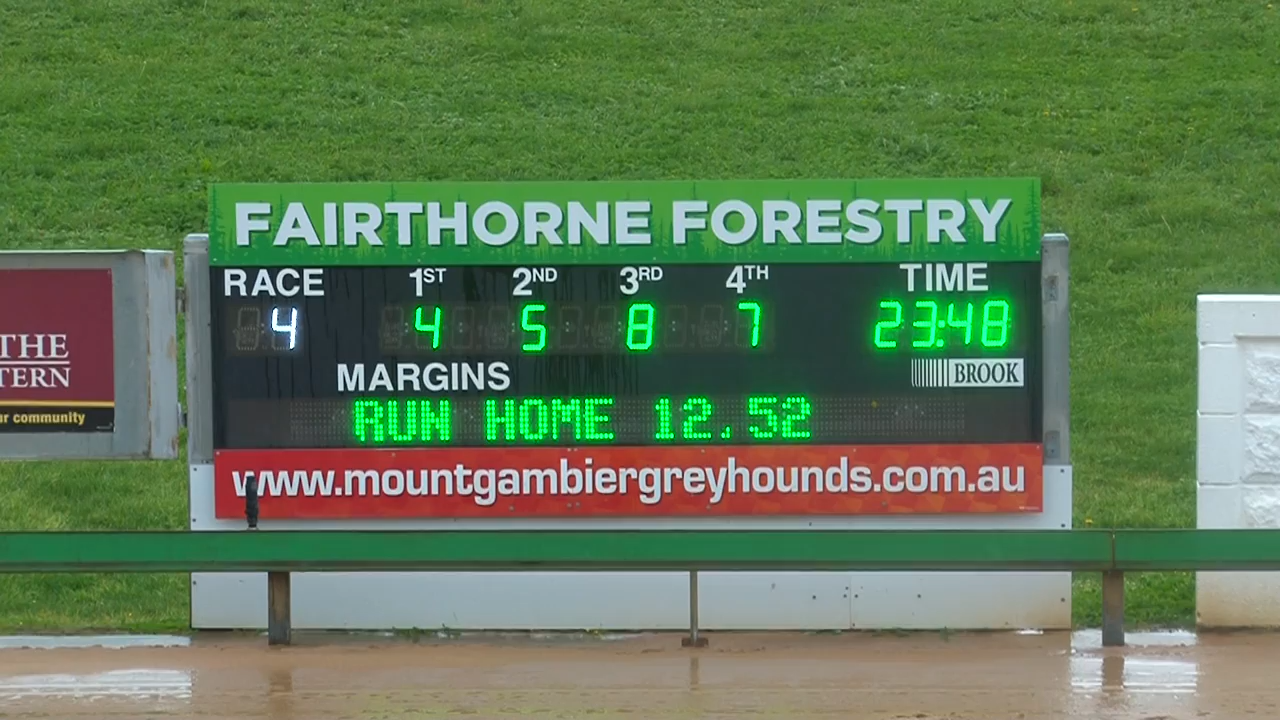 FAIRTHORNE FORESTRY
RACE 1ST 2ND 3RD 4TH TIME
4 4 5 8 7 23:48
BROOK
MARGINS
RUN HOME 12.52
www.mountgambiergreyhounds.com.au
THE
TERN
ur community